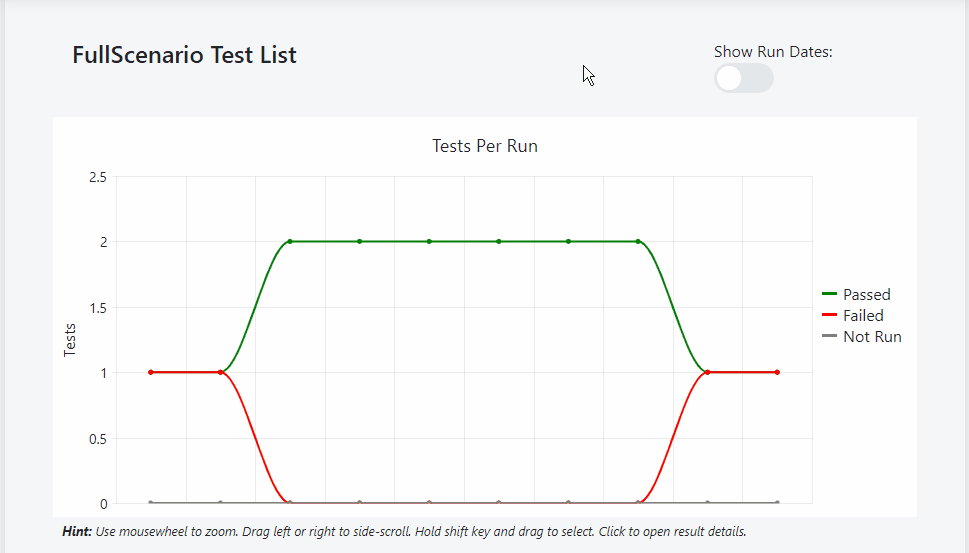 FullScenario Test List
Show Run Dates:
Tests Per Run
2.5
2
1.5
1
0.5
0
Tests
Passed
Failed
Not Run
Hint: Use mousewheel to zoom. Drag left or right to side-scroll. Hold shift key and drag to select. Click to open result details.